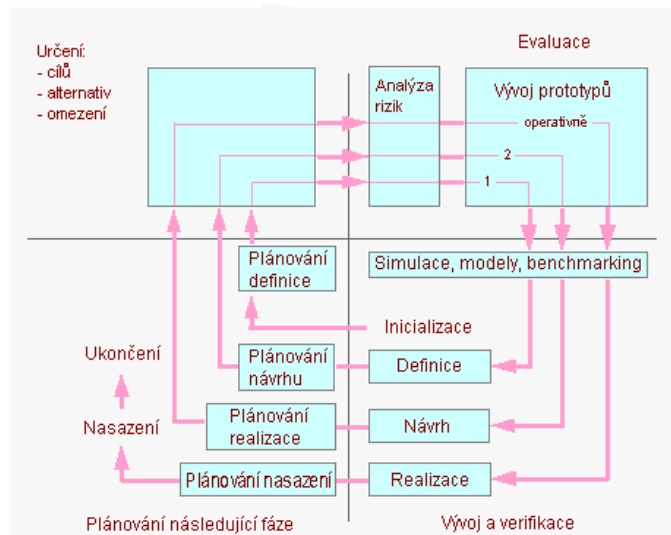 Určení:
- cílů
- alternativ
- omezení
Analýza
rizik
Evaluace
Vývoj prototypů
operativně
2
1
Plánování
definice
Simulace, modely, benchmarking
Inicializace
Ukončení
Plánování
návrhu
Definice
Nasazení
Plánování
realizace
Návrh
Plánování nasazení
Realizace
Plánování následující fáze
Vývoj a verifikace